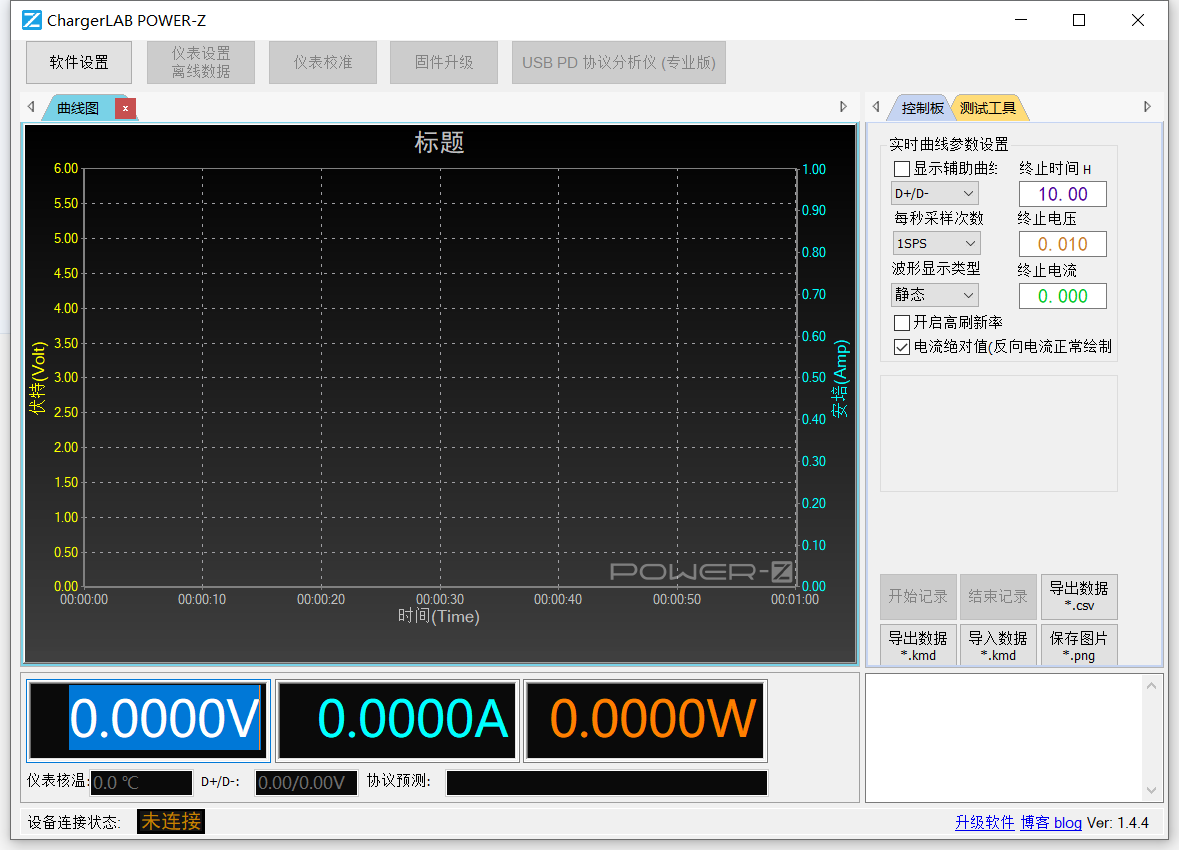 ChargerLAB POWER-Z
软件设置
仪表设置
离线数据
仪表校准
固件升级
USB PD 协议分析仪 (专业版)
曲线图
x
控制板
测试工具
标题
6.00
5.50
5.00
4.50
4.00
3.50
3.00
2.50
2.00
1.50
1.00
0.50
0.00
伏特(Volt)
1.00
0.90
0.80
0.70
0.60
0.50
0.40
0.30
0.20
0.10
0.00
安培(Amp)
POWER-Z
00:00:00
00:00:10
00:00:20
00:00:30
00:00:40
00:00:50
00:01:00
时间(Time)
实时曲线参数设置
显示辅助曲线
终止时间 H
D+/D-
10.00
每秒采样次数
终止电压
1SPS
0.010
波形显示类型
终止电流
静态
0.000
开启高刷新率
电流绝对值(反向电流正常绘制
开始记录
结束记录
导出数据
*.csv
导出数据
*.kmd
导入数据
*.kmd
保存图片
*.png
0.0000V
0.0000A
0.0000W
仪表核温:
0.0 ℃
D+/D-:
0.00/0.00V
协议预测:
设备连接状态:
未连接
升级软件
博客 blog
Ver: 1.4.4